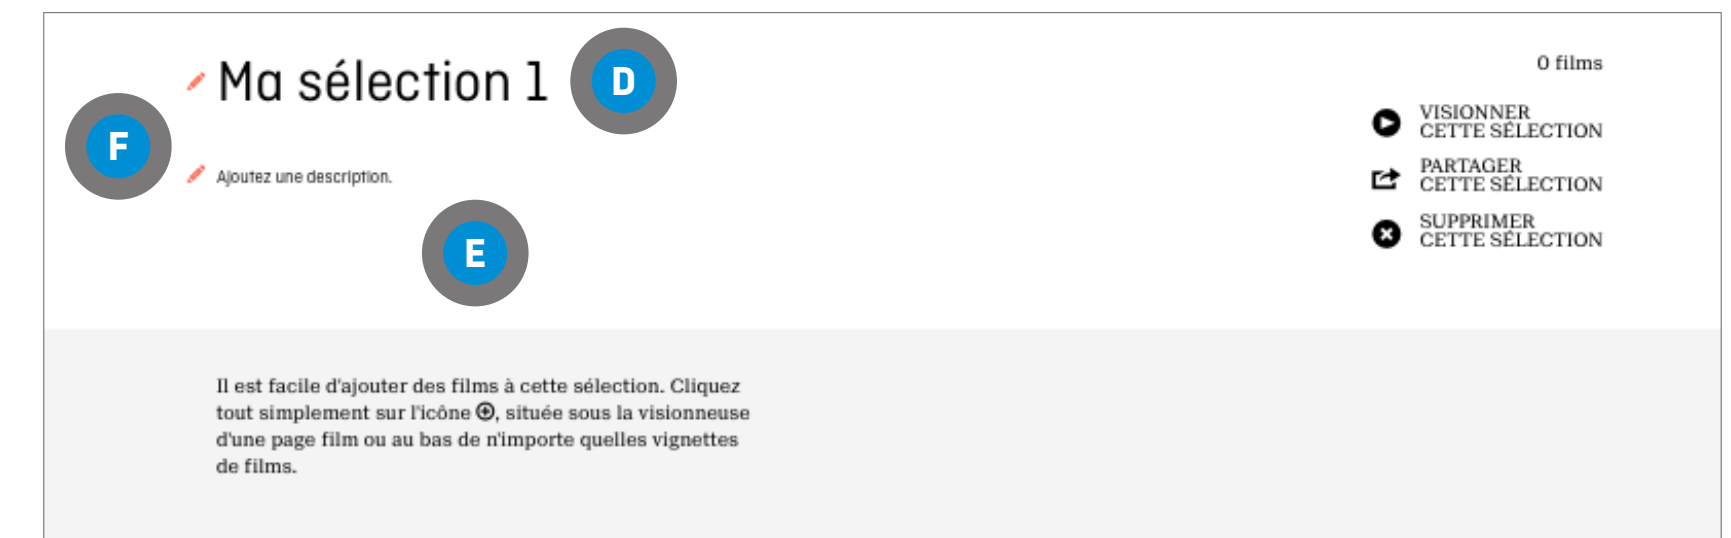 Ma sélection 1
D
F
Ajoutez une description.
E
0 films
VISIONNER
CETTE SÉLECTION
PARTAGER
CETTE SÉLECTION
SUPPRIMER
CETTE SÉLECTION
Il est facile d'ajouter des films à cette sélection. Cliquez
tout simplement sur l'icône ⊕, située sous la visionneuse
d'une page film ou au bas de n'importe quelles vignettes
de films.